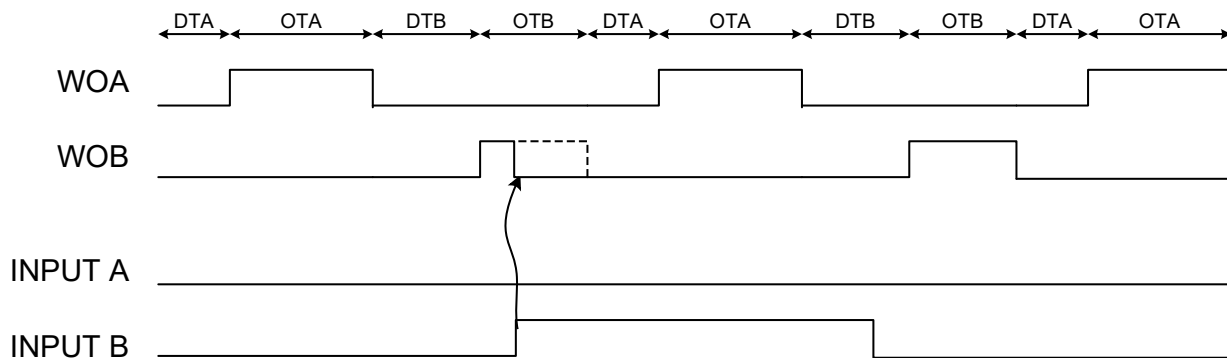 DTA OTA DTB OTB DTA OTA DTB OTB DTA OTA
WOA
WOB
INPUT A
INPUT B